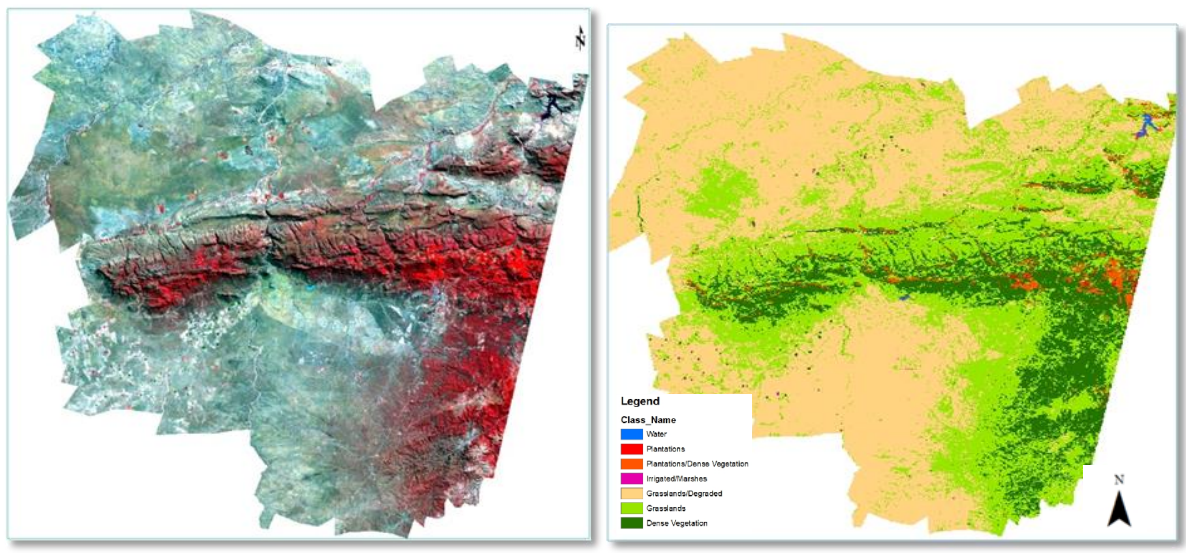 N
Legend
Class_Name
Water
Plantations
Plantations/Dense Vegetation
Irrigated/Marshes
Grasslands/Degraded
Grasslands
Dense Vegetation
N